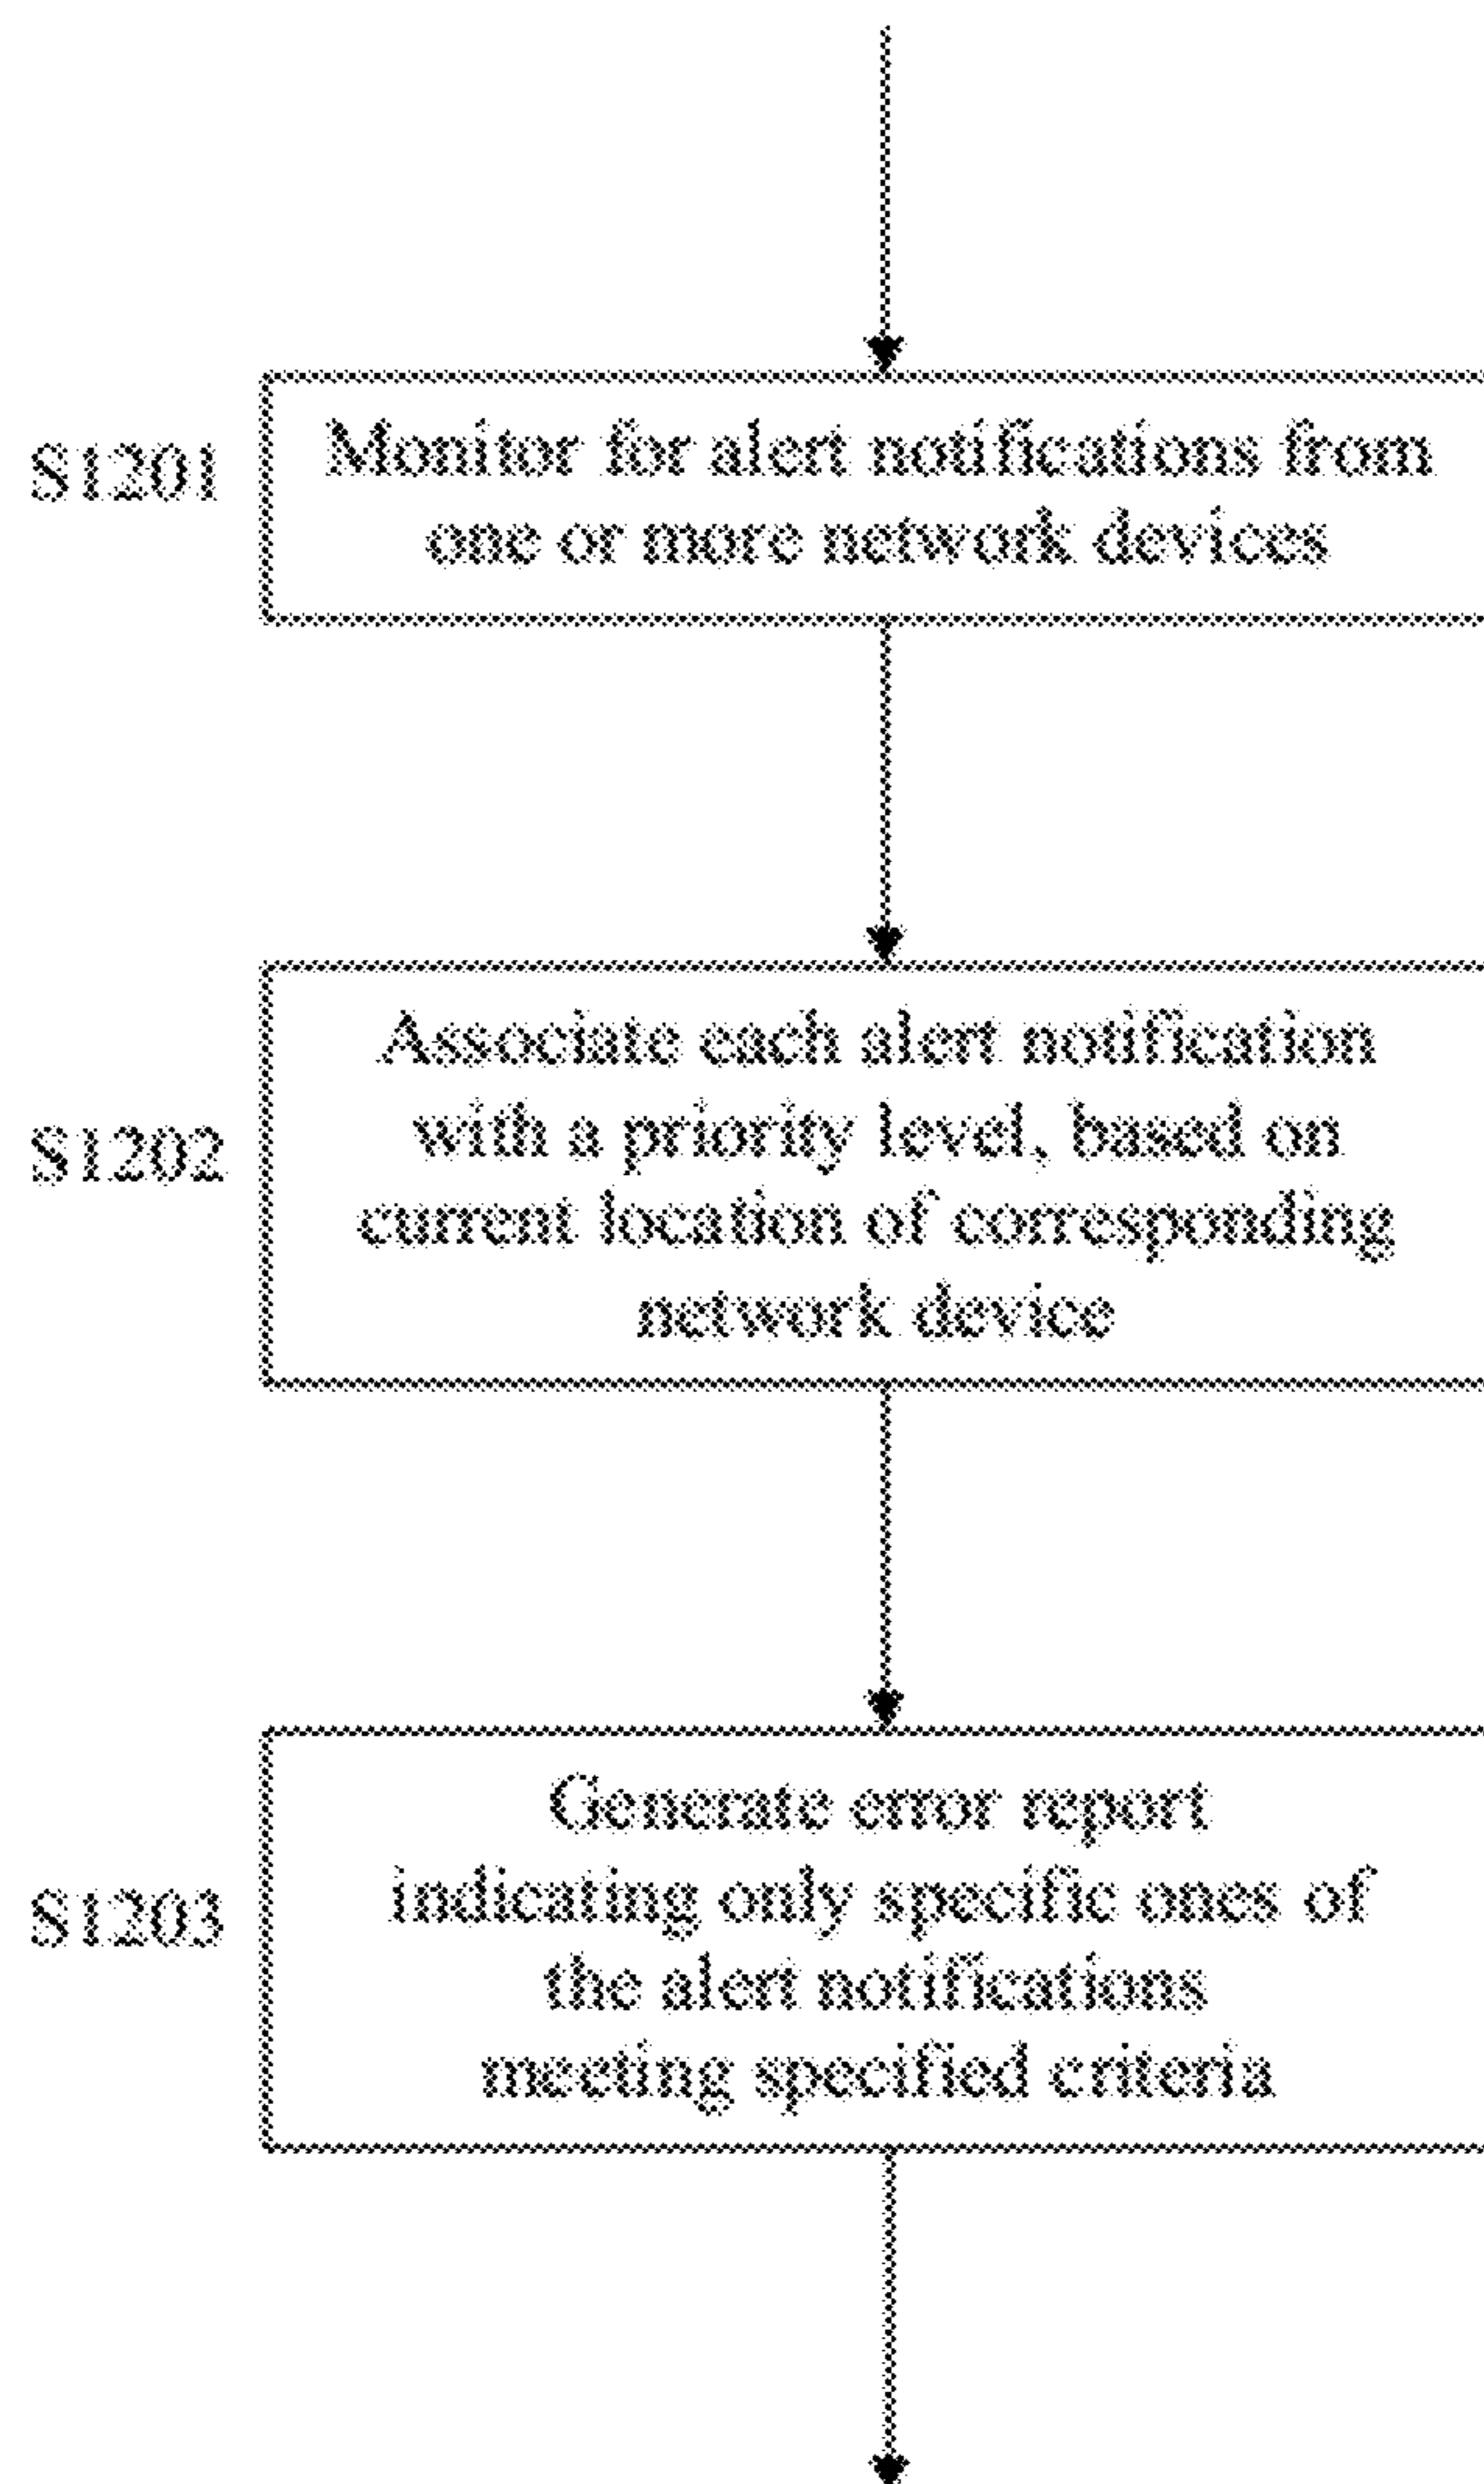 S1201
Monitor for alert notifications from
one or more network devices
S1202
Associate each alert notification
with a priority level, based on
current location of corresponding
network device
S1203
Generate error report
indicating only specific ones of
the alert notifications
meeting specified criteria